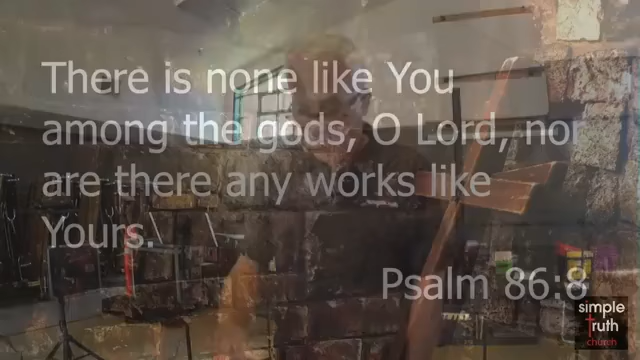 There is none like You
among the gods, O Lord, nor
are there any works like
Yours.
Psalm 86:8
simple
truth
church